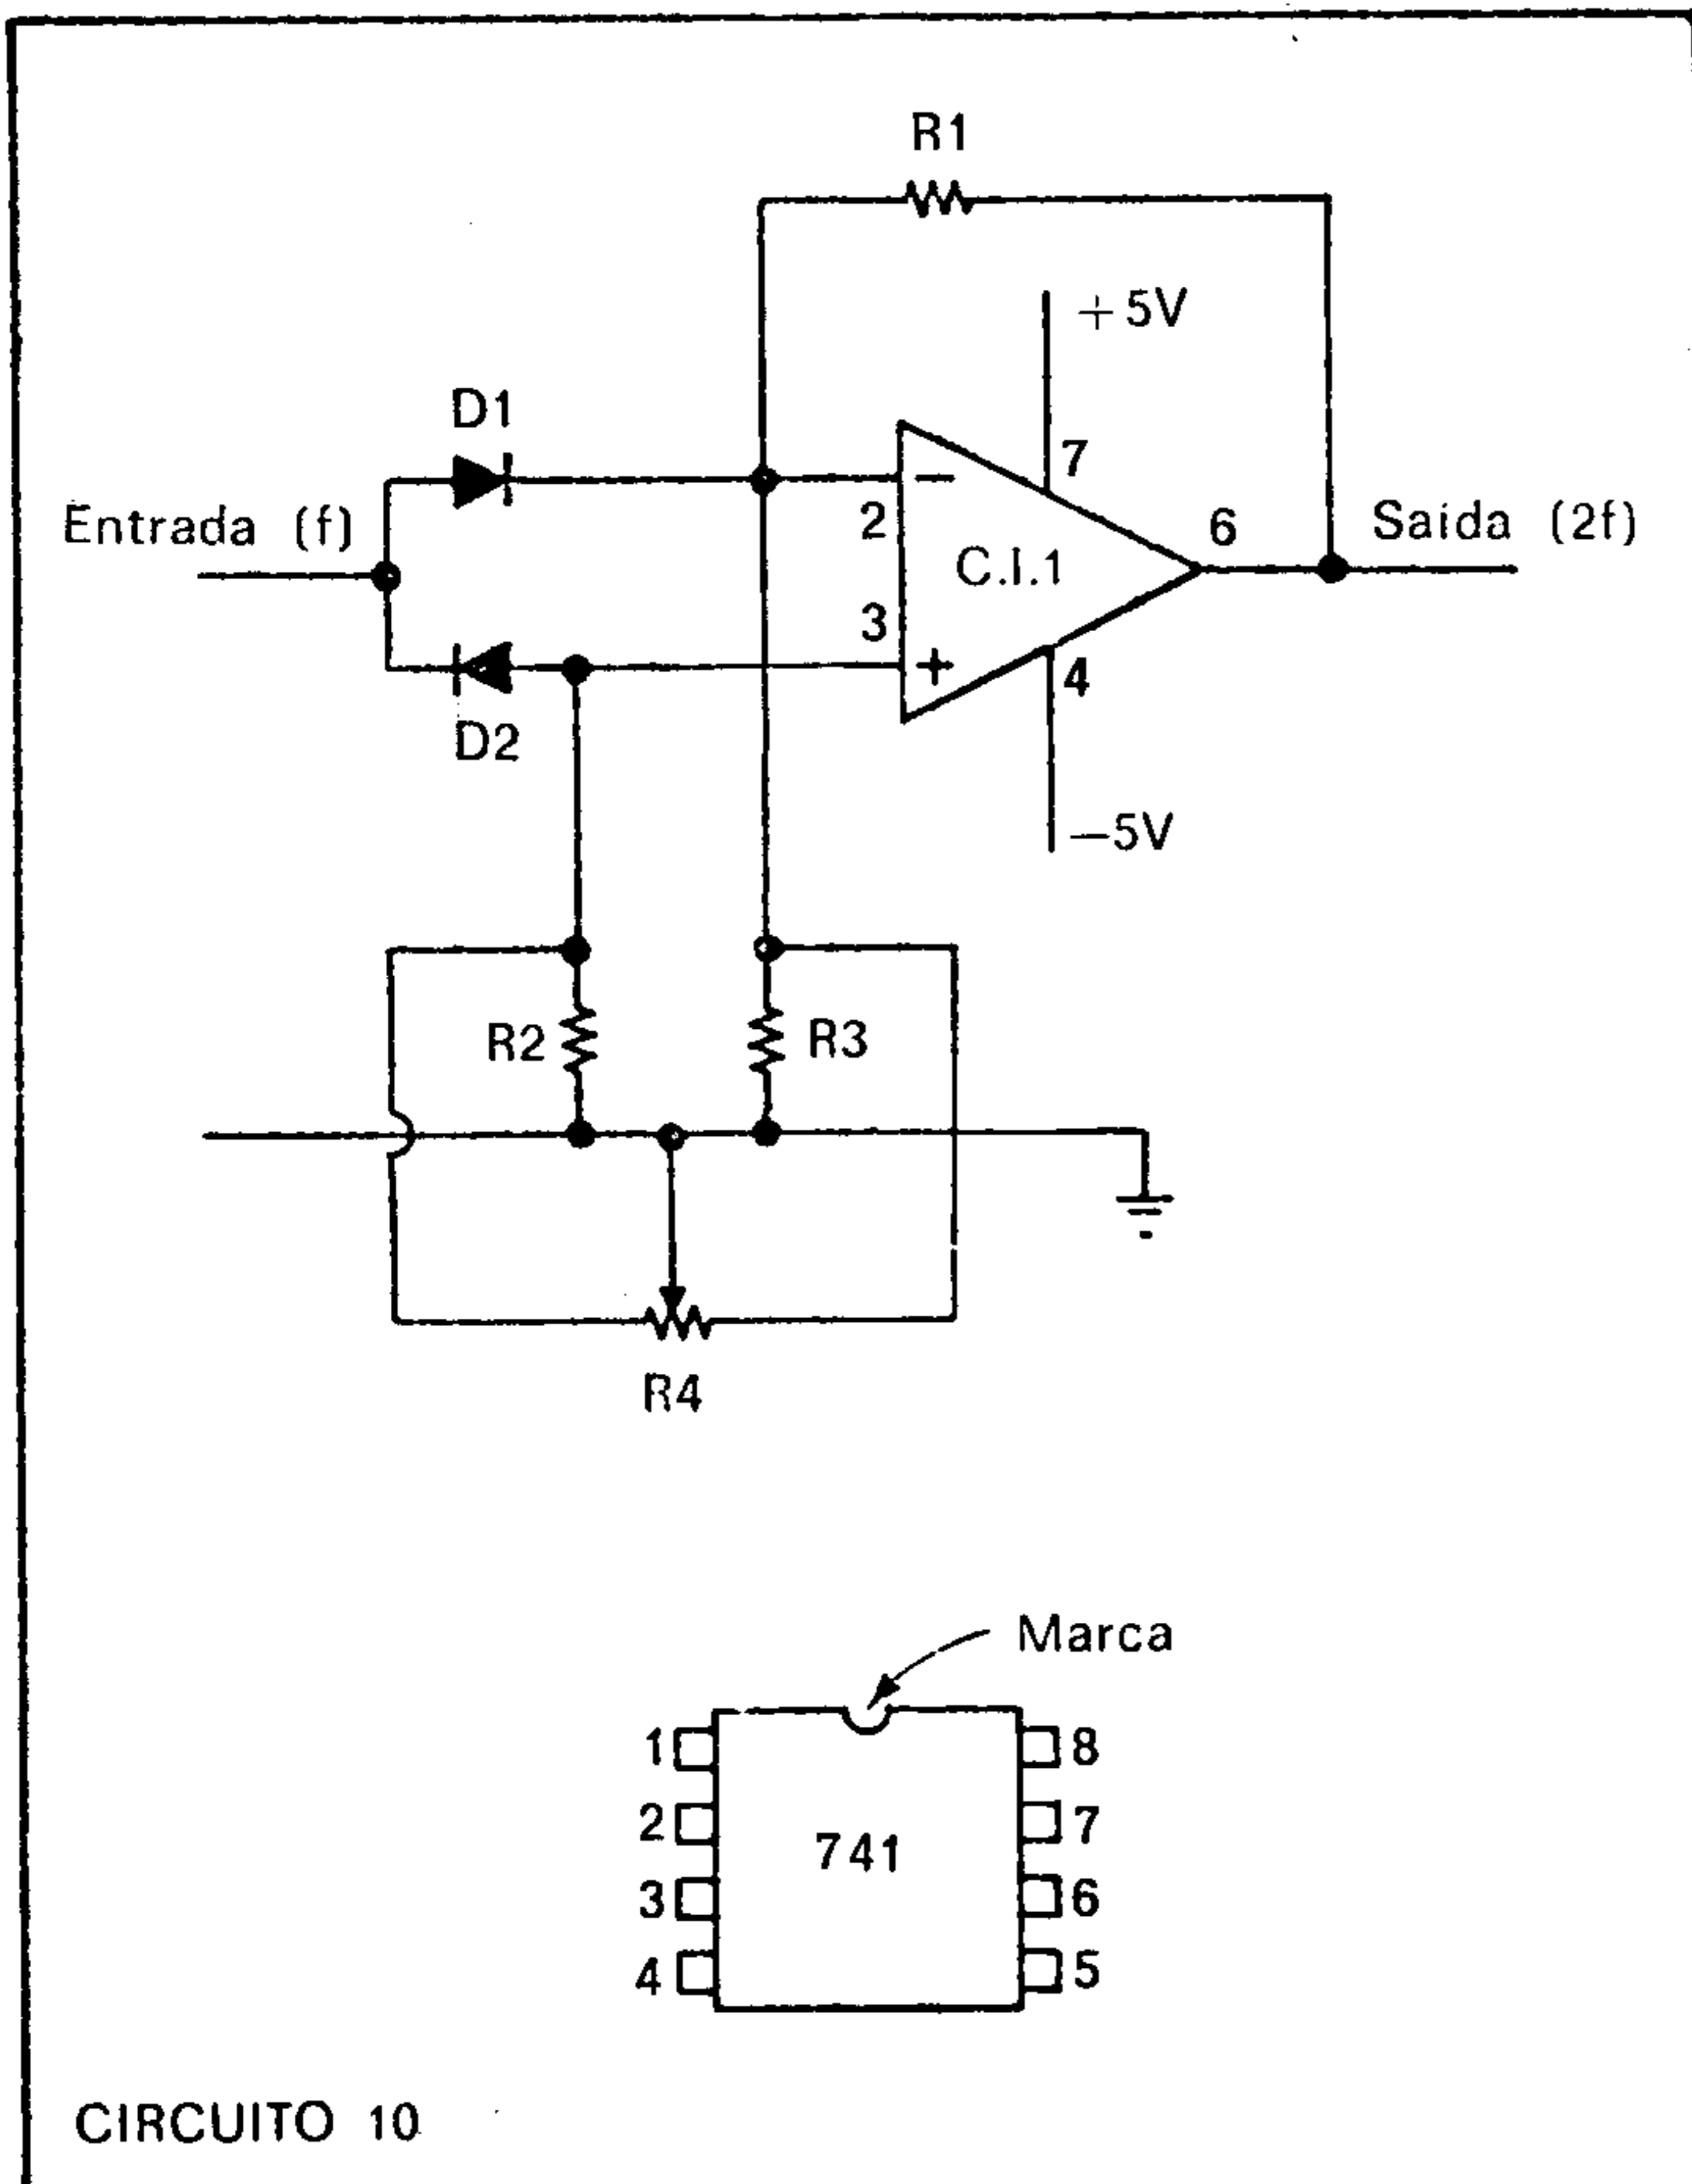 R1
+5V
D1
7
Entrada (f)
2
C.I.1
6
Saída (2f)
3
4
D2
−5V
R2
R3
R4
Marca
1
8
2
7
741
3
6
4
5
CIRCUITO 10